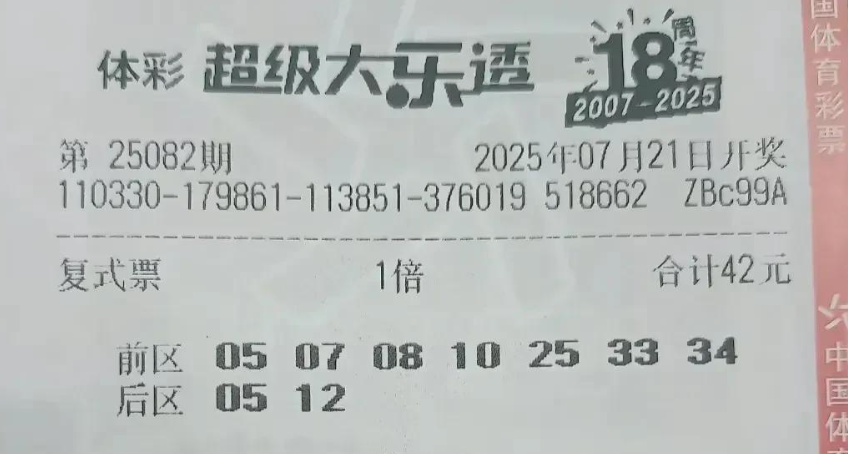 体彩 超级大乐透 18周年
2007-2025
第 25082期 2025年07月21日开奖
110330-179861-113851-376019 518662 ZBc99A
复式票 1倍 合计42元
前区 05 07 08 10 25 33 34
后区 05 12
国体育彩票
中国体